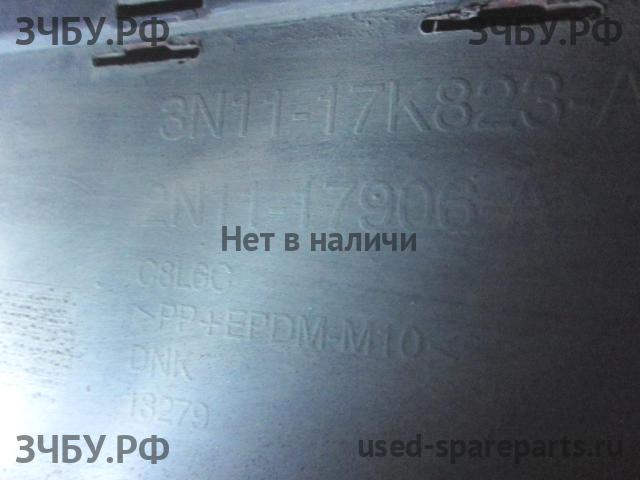 ЗЧБУ.РФ
ЗЧБУ.РФ
3N11-17K823-A
2N11-17906-A
Нет в наличи
C8L6C
>PP+EPDM-M10<
DNK
13279
ЗЧБУ.РФ
used-spareparts.ru